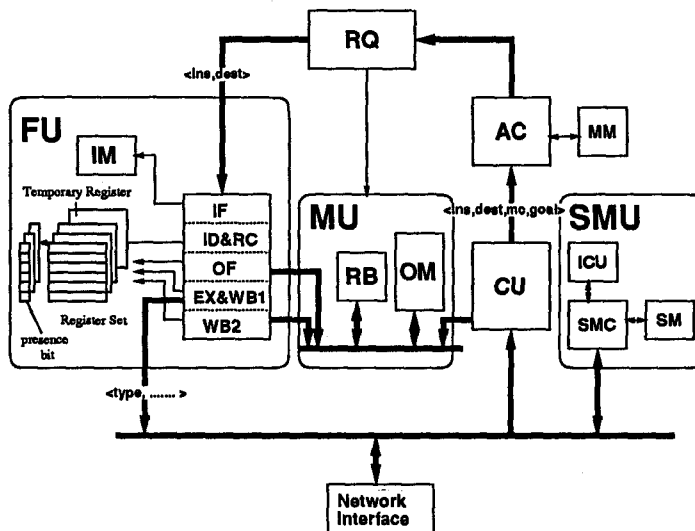 RQ
<Ins,dest>
FU
AC
MM
IM
Temporary Register
IF
ID&RC
OF
EX&WB1
WB2
Register Set
presence
bit
MU
RB
OM
<Ins,dest,mo,goal>
CU
SMU
ICU
SMC
SM
<type, ....... >
Network
Interface